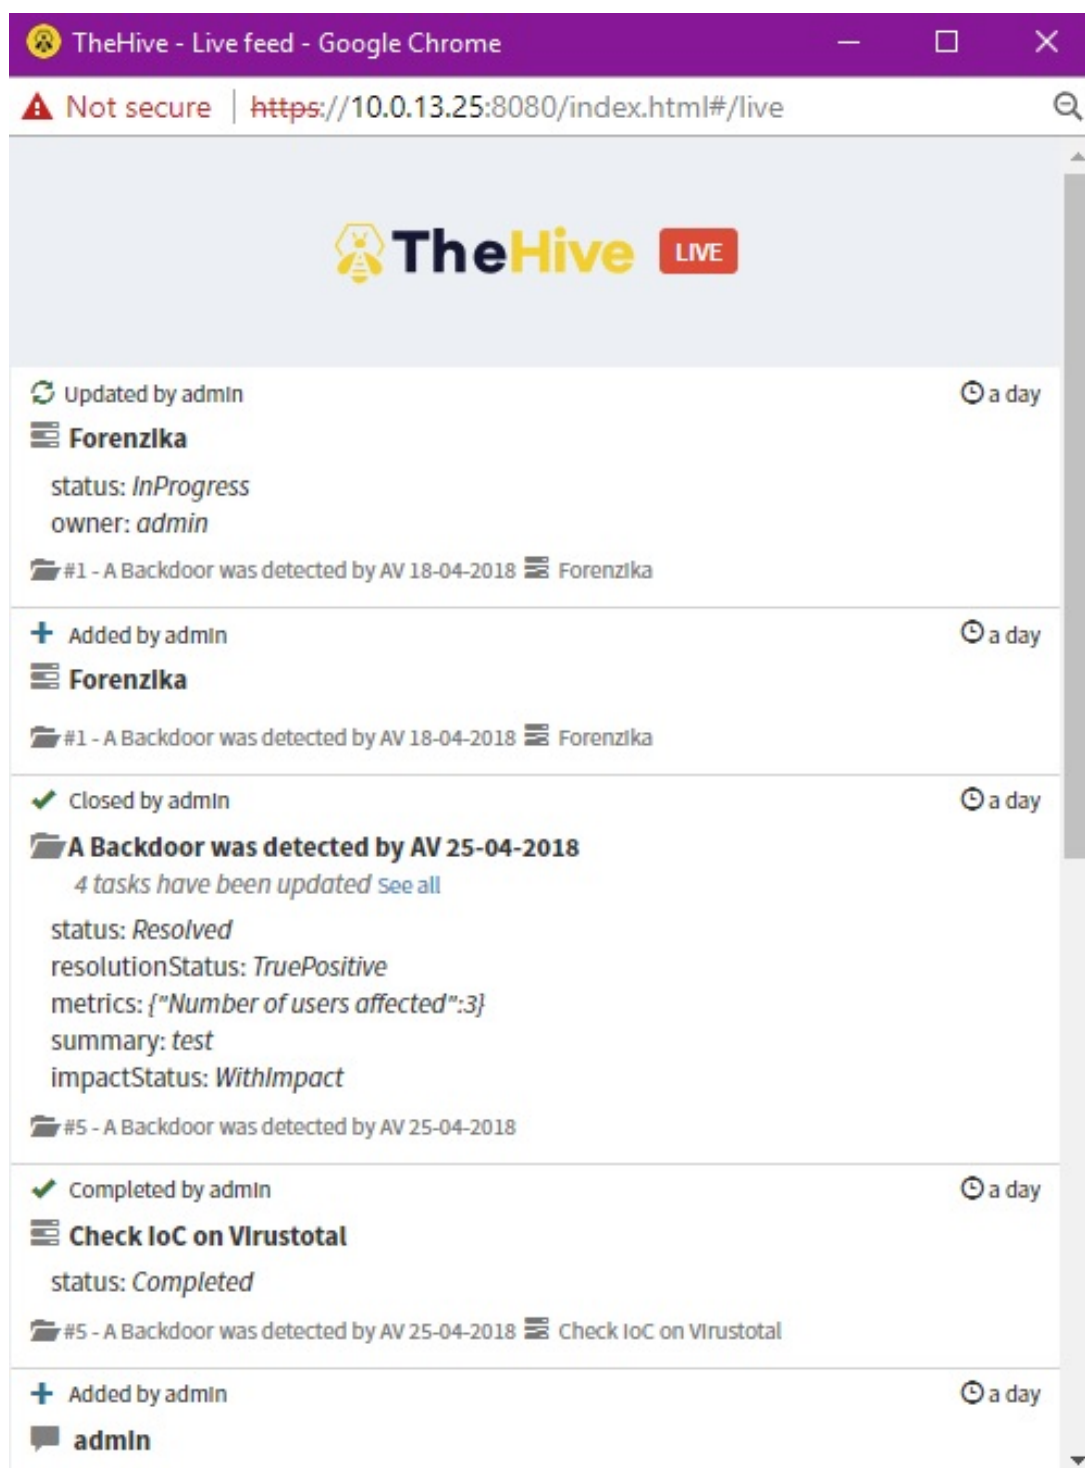 TheHive - Live feed - Google Chrome
Not secure | https://10.0.13.25:8080/index.html#/live
TheHive LIVE
Updated by admin a day
Forenzika
status: InProgress
owner: admin
#1 - A Backdoor was detected by AV 18-04-2018 Forenzika
Added by admin a day
Forenzika
#1 - A Backdoor was detected by AV 18-04-2018 Forenzika
Closed by admin a day
A Backdoor was detected by AV 25-04-2018
4 tasks have been updated See all
status: Resolved
resolutionStatus: TruePositive
metrics: {"Number of users affected":3}
summary: test
impactStatus: WithImpact
#5 - A Backdoor was detected by AV 25-04-2018
Completed by admin a day
Check IoC on Virustotal
status: Completed
#5 - A Backdoor was detected by AV 25-04-2018 Check IoC on Virustotal
Added by admin a day
admin